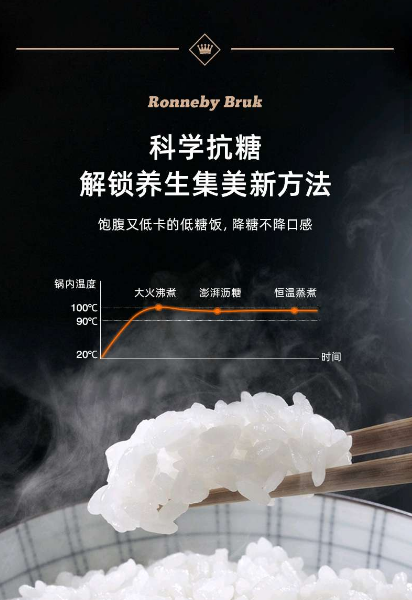 Ronneby Bruk
科学抗糖
解锁养生集美新方法
饱腹又低卡的低糖饭, 降糖不降口感
锅内温度
大火沸煮 澎湃沥糖 恒温蒸煮
100℃
90℃
20℃
时间